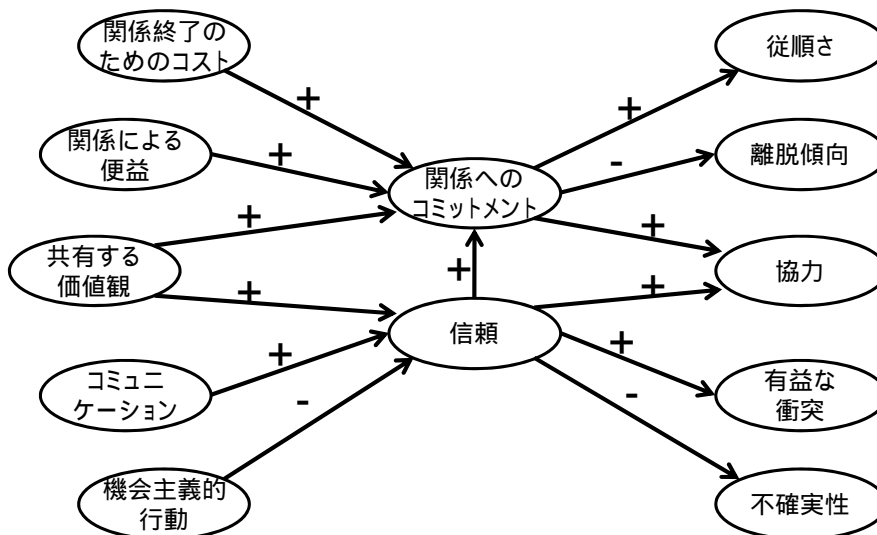 関係終了の
ためのコスト
+
関係による
便益
+
共有する
価値観
+
+
コミュニ
ケーション
+
機会主義的
行動
-
関係への
コミットメント
+
信頼
+
従順さ
-
離脱傾向
+
+
協力
+
有益な
衝突
-
不確実性